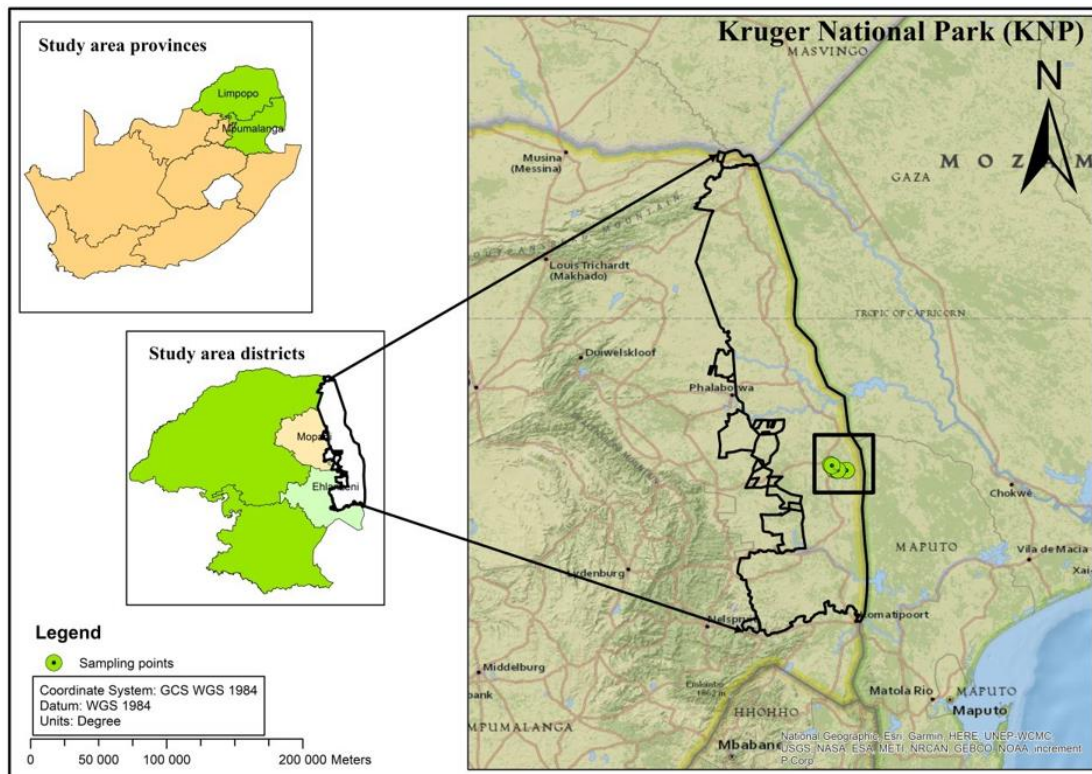 Study area provinces
Limpopo
Mpumalanga
Study area districts
Ehlanzeni
Legend
Sampling points
Coordinate System: GCS WGS 1984
Datum: WGS 1984
Units: Degree
0 50 000 100 000 200 000 Meters
Kruger National Park (KNP)
MASVINGO
N
Musina
(Messina)
MOZAM
GAZA
Louis Trichardt
(Makhado)
TROPIC OF CAPRICORN
Duiwelskloof
Phalaborwa
Chokwe
MAPUTO
Vila de Macia
Xai-
Lydenburg
Komatipoort
Middelburg
bank
1862 m
Matola Rio
MAPUTO
Maputo
HHOHHO
MPUMALANGA
Mbabane
National Geographic, Esri, Garmin, HERE, UNEP-WCMC,
USGS, NASA, ESA, METI, NRCAN, GEBCO, NOAA, increment
P Corp